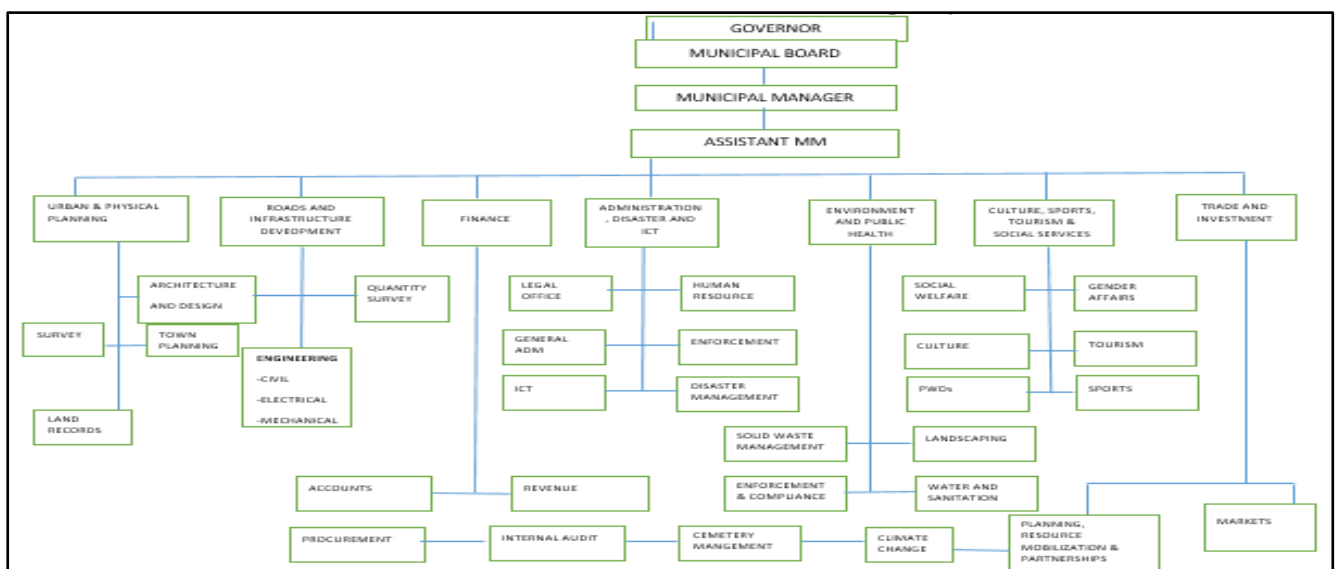 GOVERNOR
MUNICIPAL BOARD
MUNICIPAL MANAGER
ASSISTANT MM
URBAN & PHYSICAL
PLANNING
ROADS AND
INFRASTRUCTURE
DEVEOPMENT
FINANCE
ADMINISTRATION
, DISASTER AND
ICT
ENVIRONMENT
AND PUBLIC
HEALTH
CULTURE, SPORTS,
TOURISM &
SOCIAL SERVICES
TRADE AND
INVESTMENT
ARCHITECTURE
AND DESIGN
QUANTITY
SURVEY
LEGAL
OFFICE
HUMAN
RESOURCE
SOCIAL
WELFARE
GENDER
AFFAIRS
SURVEY
TOWN
PLANNING
ENGINEERING
-CIVIL
-ELECTRICAL
-MECHANICAL
GENERAL
ADM
ENFORCEMENT
CULTURE
TOURISM
ICT
DISASTER
MANAGEMENT
PWDs
SPORTS
LAND
RECORDS
SOLID WASTE
MANAGEMENT
LANDSCAPING
ACCOUNTS
REVENUE
ENFORCEMENT
& COMPLIANCE
WATER AND
SANITATION
PROCUREMENT
INTERNAL AUDIT
CEMETERY
MANGEMENT
CLIMATE
CHANGE
PLANNING,
RESOURCE
MOBILIZATION &
PARTNERSHIPS
MARKETS